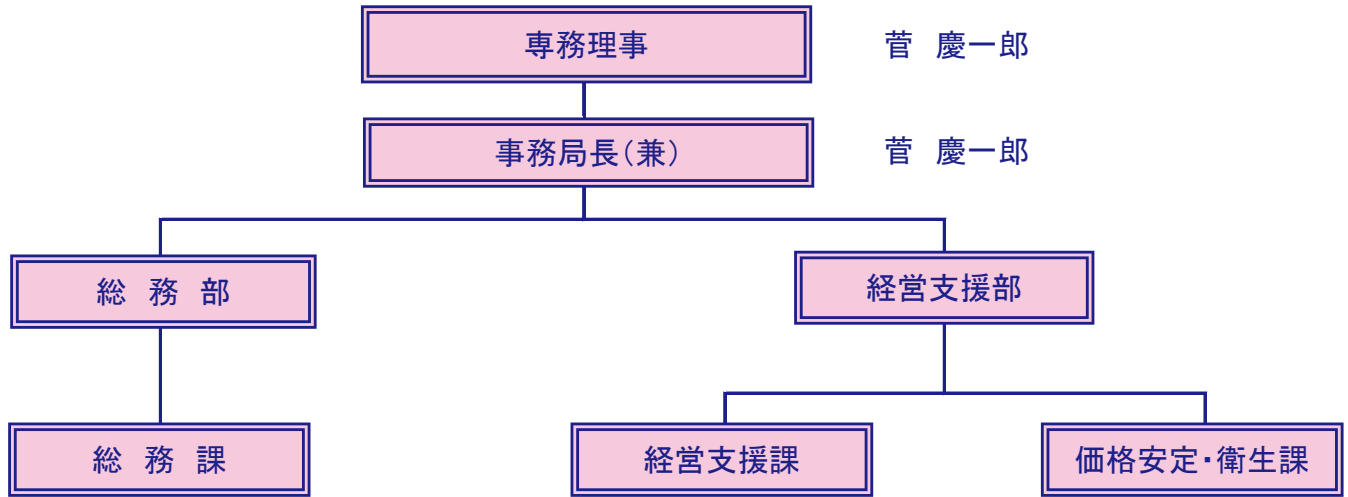 専務理事 菅 慶一郎
事務局長(兼) 菅 慶一郎
総 務 部 経営支援部
総 務 課 経営支援課 価格安定・衛生課